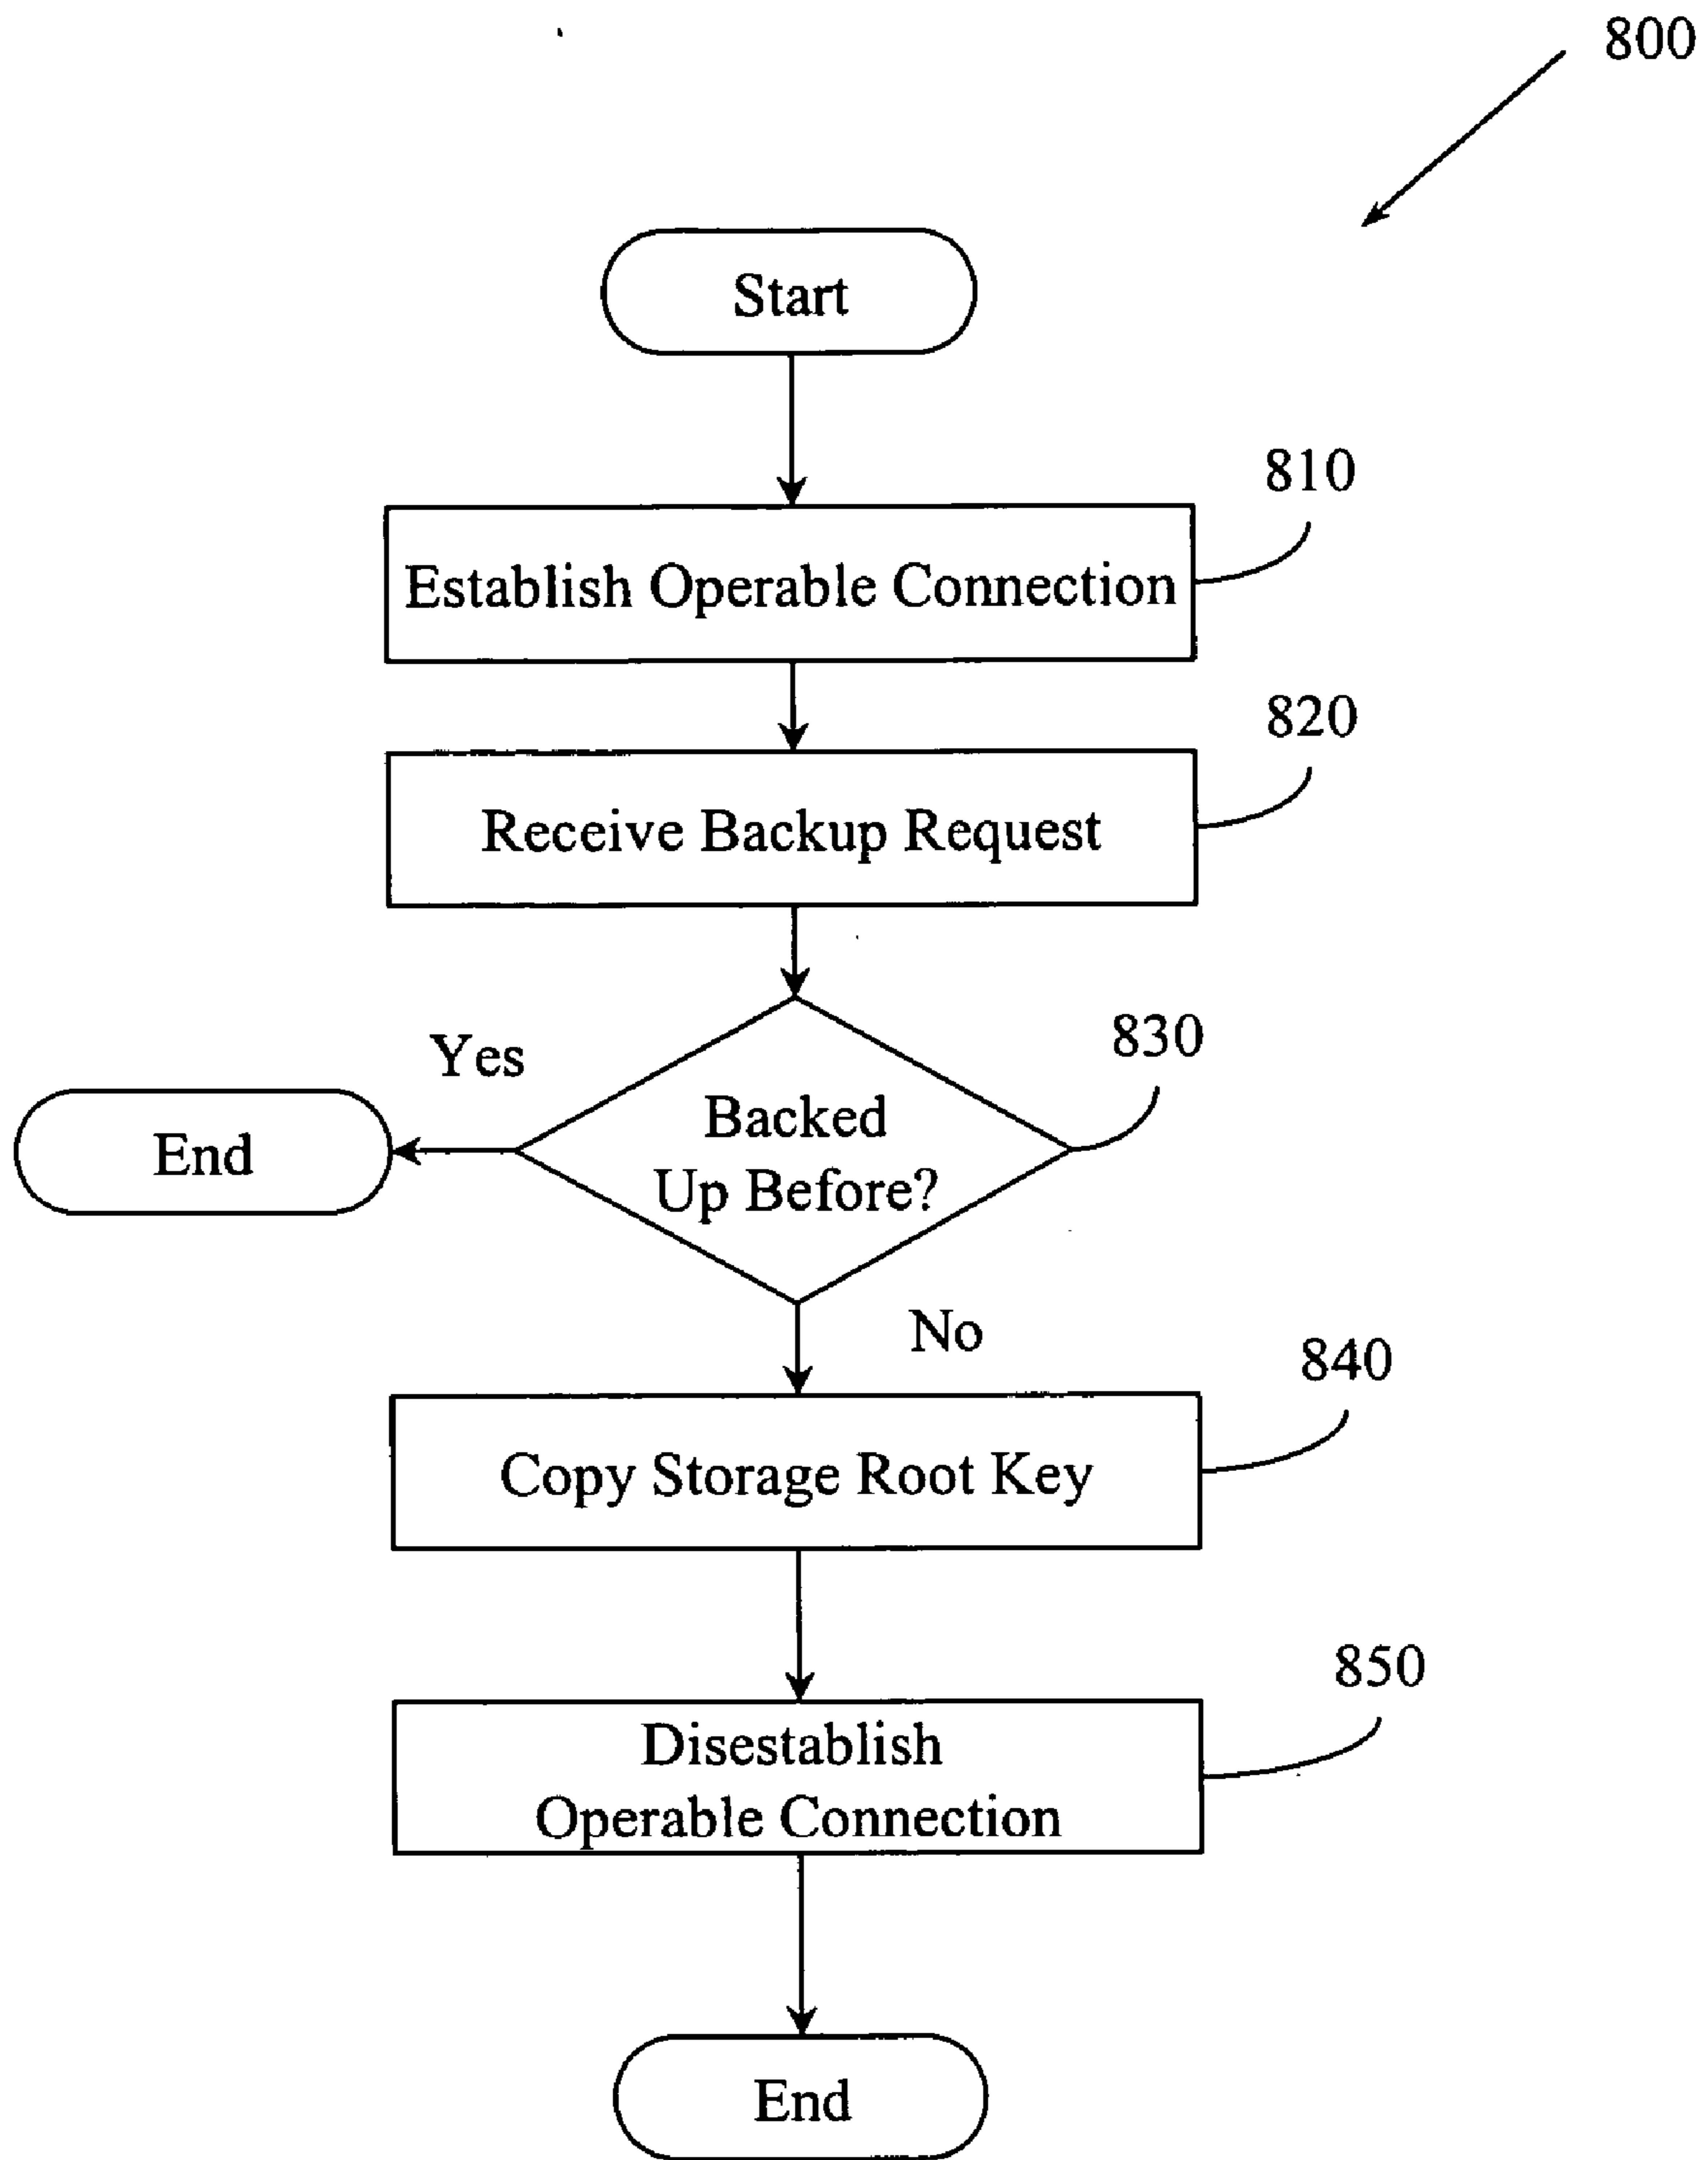 800
Start
810
Establish Operable Connection
820
Receive Backup Request
830
Yes
Backed
Up Before?
End
No
840
Copy Storage Root Key
850
Disestablish
Operable Connection
End